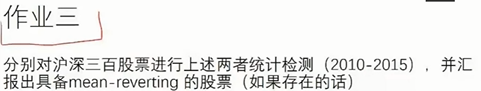 作业三
分别对沪深三百股票进行上述两者统计检测（2010-2015），并汇
报出具备mean-reverting 的股票（如果存在的话）